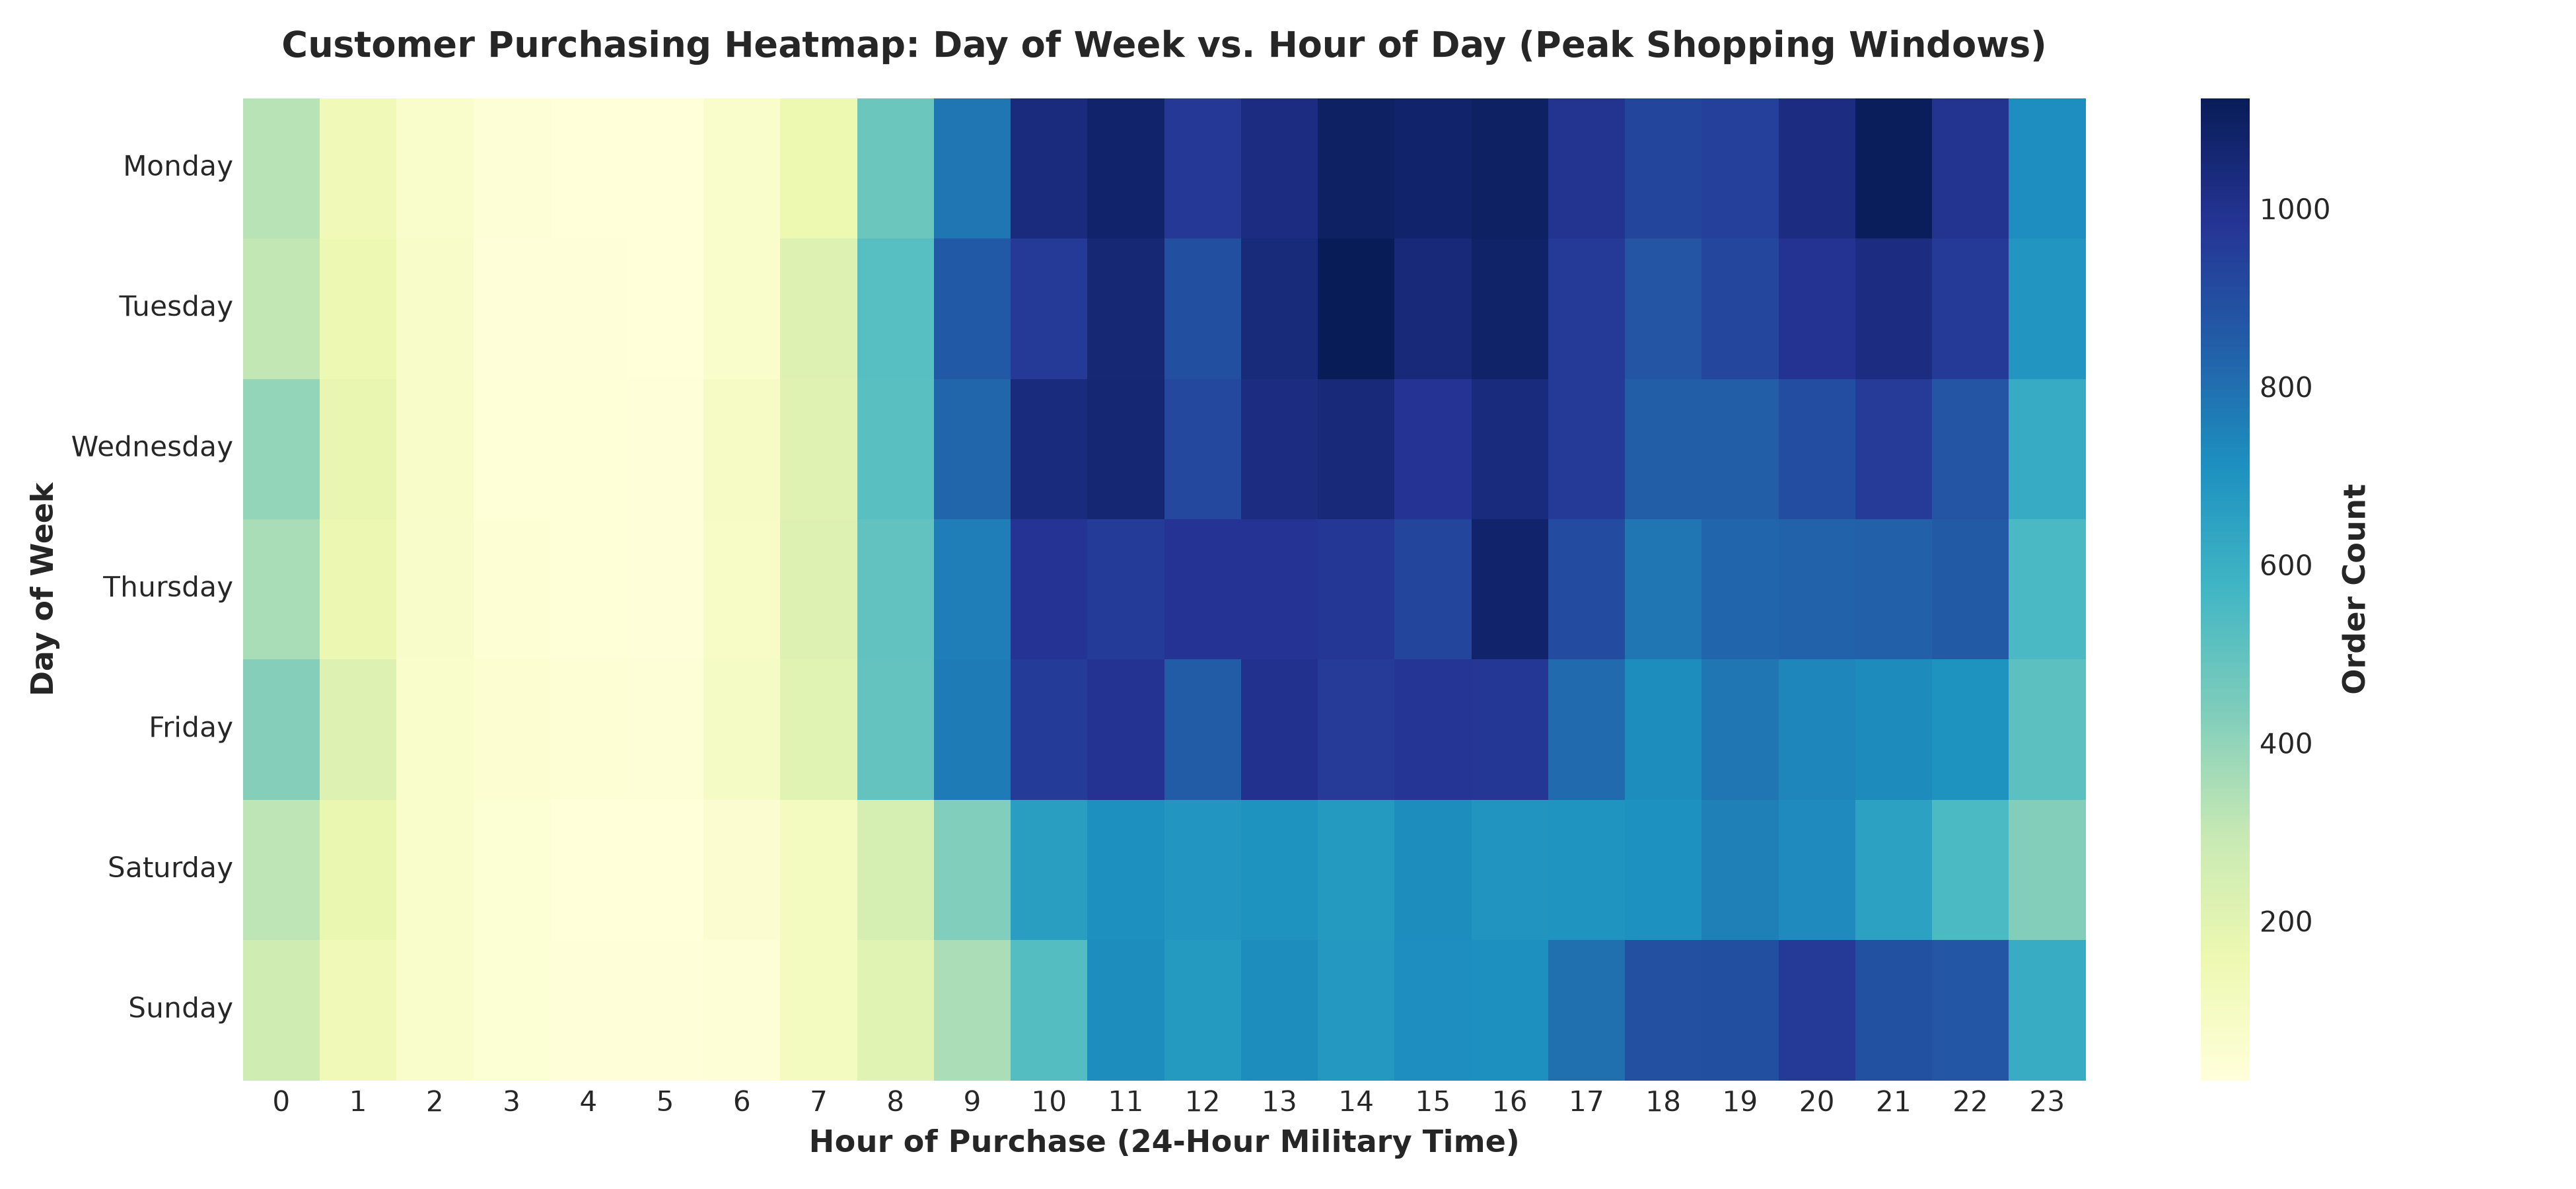 Customer Purchasing Heatmap: Day of Week vs. Hour of Day (Peak Shopping Windows)
Day of Week
Monday
Tuesday
Wednesday
Thursday
Friday
Saturday
Sunday
0 1 2 3 4 5 6 7 8 9 10 11 12 13 14 15 16 17 18 19 20 21 22 23
Hour of Purchase (24-Hour Military Time)
1000
800
600
400
200
Order Count